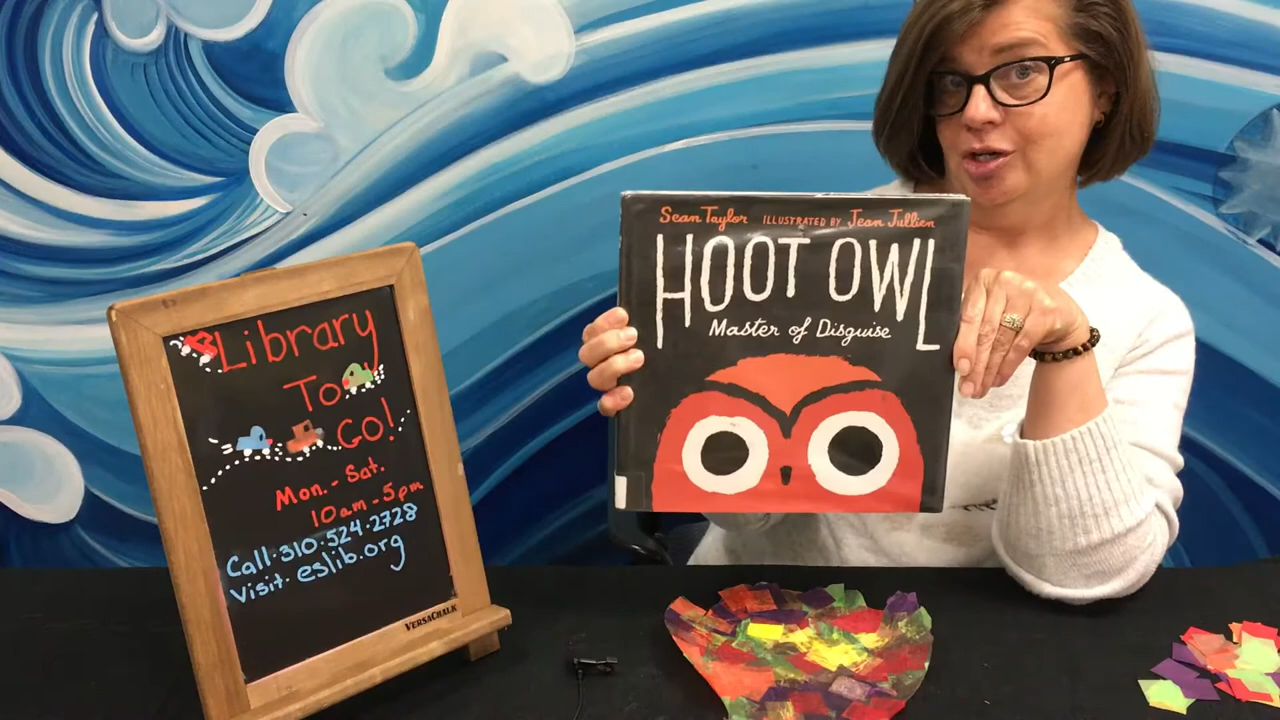 Library
To
Go!
Mon.-Sat.
10am-5pm
Call·310·524·2728
Visit· eslib.org
VERSACHALK
Sean Taylor ILLUSTRATED BY Jean Jullien
HOOT OWL
Master of Disguise